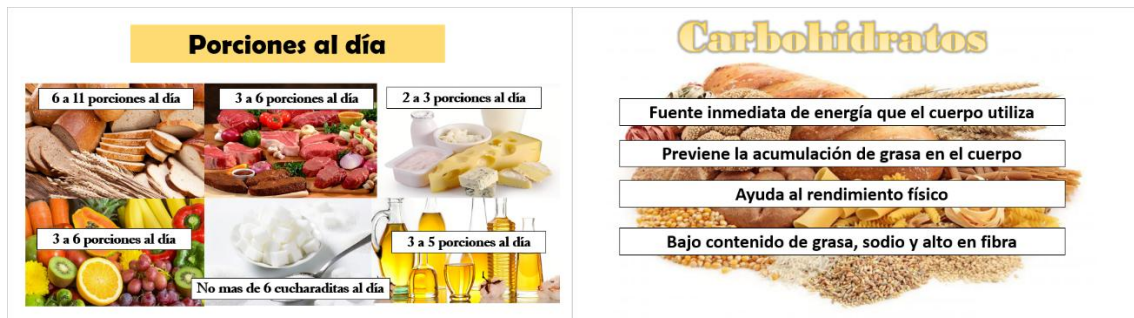 Porciones al día
6 a 11 porciones al día
3 a 6 porciones al día
2 a 3 porciones al día
3 a 6 porciones al día
No mas de 6 cucharaditas al día
3 a 5 porciones al día
Carbohidratos
Fuente inmediata de energía que el cuerpo utiliza
Previene la acumulación de grasa en el cuerpo
Ayuda al rendimiento físico
Bajo contenido de grasa, sodio y alto en fibra